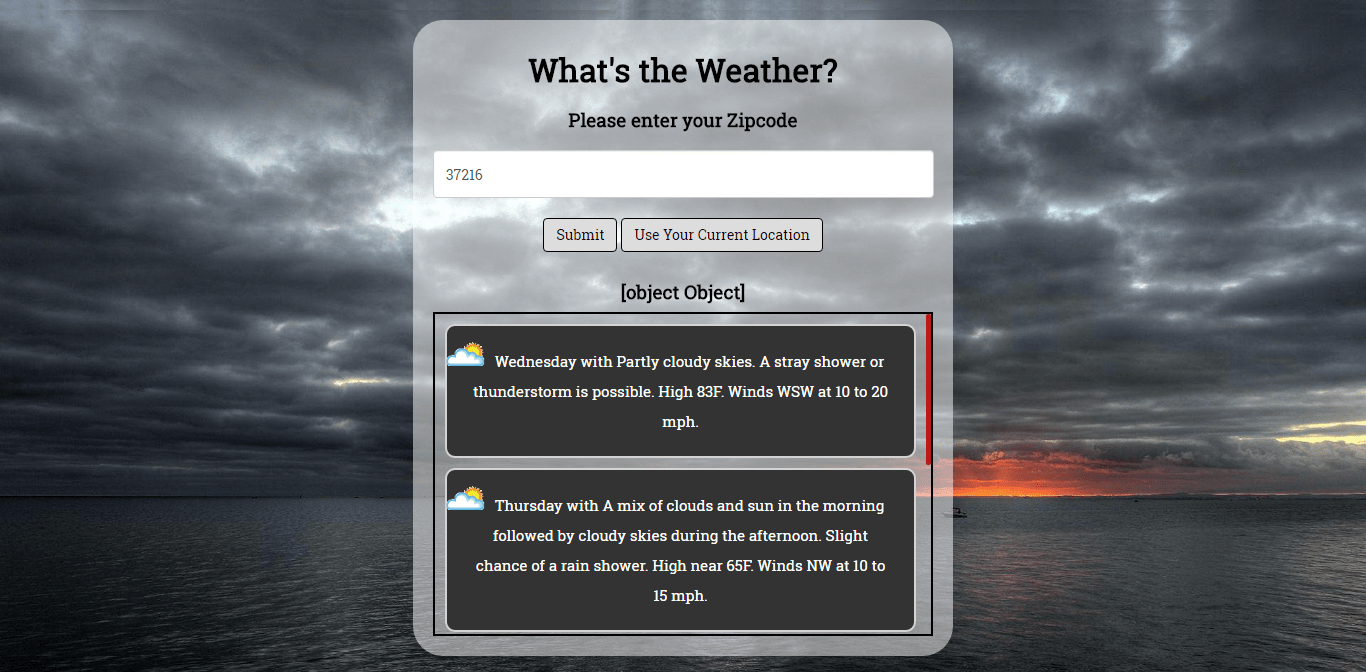 What's the Weather?
Please enter your Zipcode
37216
Submit Use Your Current Location
[object Object]
Wednesday with Partly cloudy skies. A stray shower or
thunderstorm is possible. High 83F. Winds WSW at 10 to 20
mph.
Thursday with A mix of clouds and sun in the morning
followed by cloudy skies during the afternoon. Slight
chance of a rain shower. High near 65F. Winds NW at 10 to
15 mph.